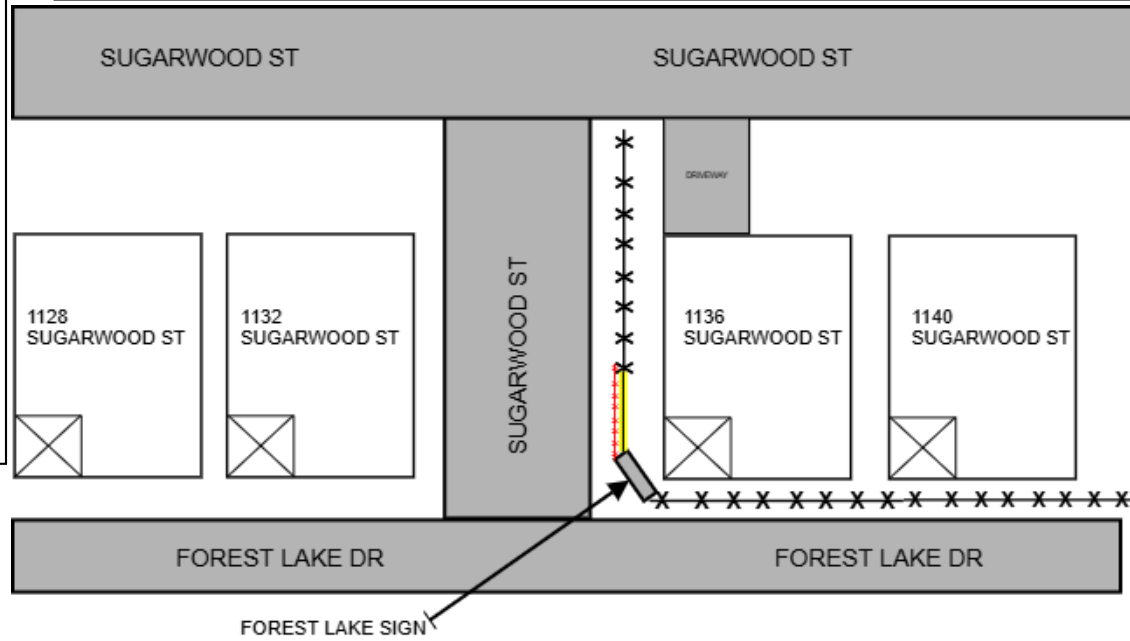 SUGARWOOD ST
SUGARWOOD ST
DRIVEWAY
SUGARWOOD ST
1128
SUGARWOOD ST
1132
SUGARWOOD ST
1136
SUGARWOOD ST
1140
SUGARWOOD ST
FOREST LAKE DR
FOREST LAKE DR
FOREST LAKE SIGN